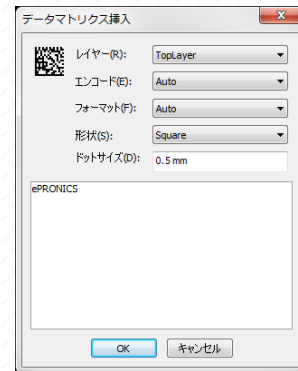 データマトリクス挿入
レイヤー(R): TopLayer
エンコード(E): Auto
フォーマット(F): Auto
形状(S): Square
ドットサイズ(D): 0.5 mm
ePRONICS
OK キャンセル